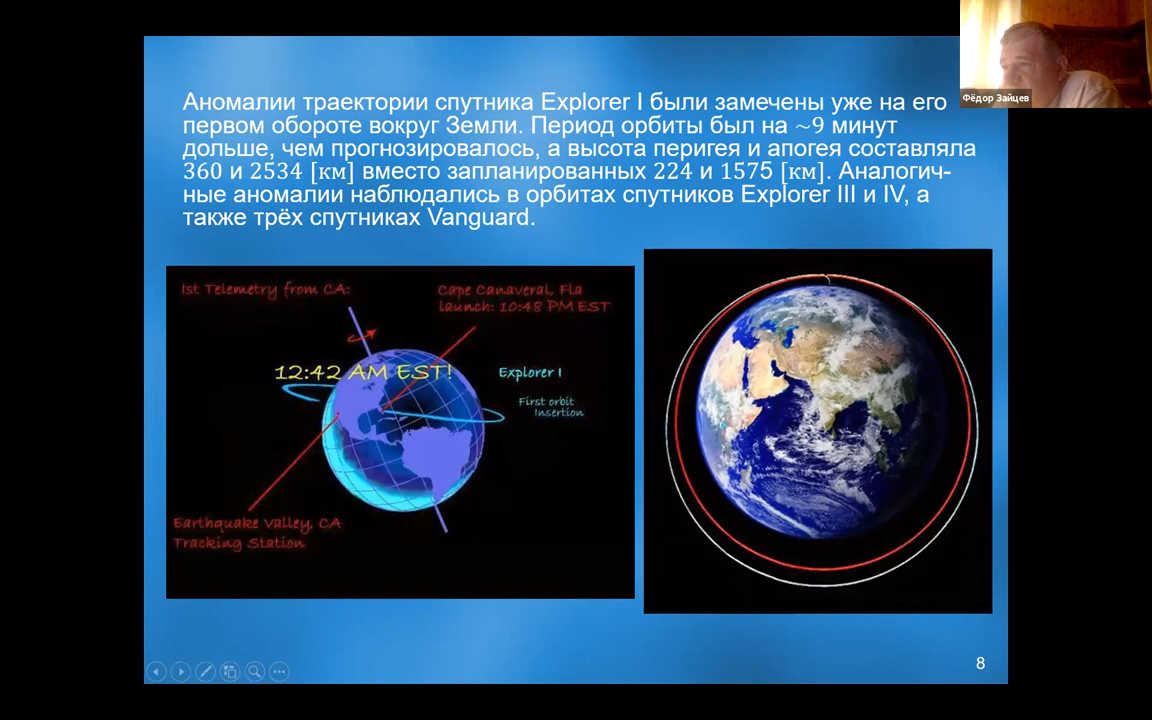 Фёдор Зайцев
Аномалии траектории спутника Explorer I были замечены уже на его
первом обороте вокруг Земли. Период орбиты был на ~9 минут
дольше, чем прогнозировалось, а высота перигея и апогея составляла
360 и 2534 [км] вместо запланированных 224 и 1575 [км]. Аналогич-
ные аномалии наблюдались в орбитах спутников Explorer III и IV, а
также трёх спутниках Vanguard.
1st Telemetry from CA:
12:42 AM EST!
Cape Canaveral, Fla
launch: 10:48 PM EST
Explorer I
First orbit
Insertion
Earthquake Valley, CA
Tracking Station
8